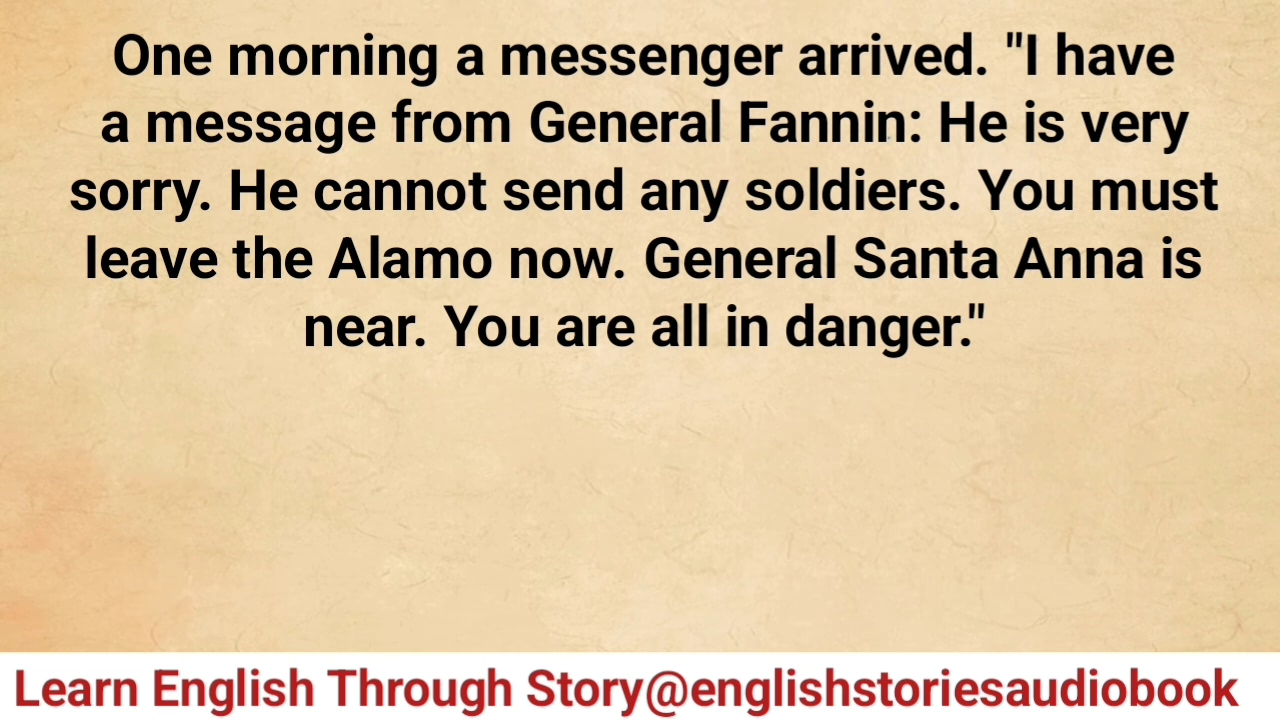 One morning a messenger arrived. "I have
a message from General Fannin: He is very
sorry. He cannot send any soldiers. You must
leave the Alamo now. General Santa Anna is
near. You are all in danger."
Learn English Through Story@englishstoriesaudiobook